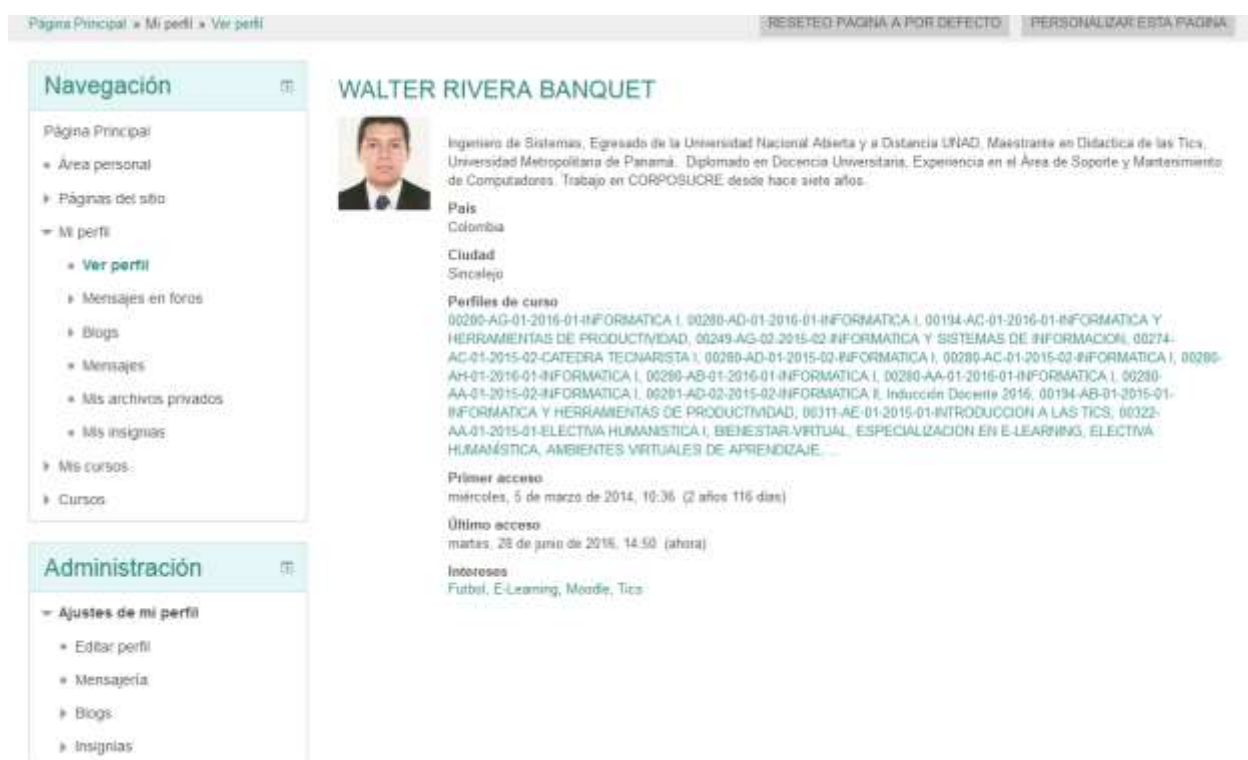 Página Principal » Mi perfil » Ver perfil
RESETEO PAGINA A POR DEFECTO
PERSONALIZAR ESTA PAGINA
Navegación
Página Principal
Área personal
Páginas del sitio
Mi perfil
Ver perfil
Mensajes en foros
Blogs
Mensajes
Mis archivos privados
Mis insignias
Mis cursos
Cursos
Administración
Ajustes de mi perfil
Editar perfil
Mensajería
Blogs
Insignias
WALTER RIVERA BANQUET
Ingeniero de Sistemas, Egresado de la Universidad Nacional Abierta y a Distancia UNAD, Maestrante en Didactica de las Tics,
Universidad Metropolitana de Panamá. Diplomado en Docencia Universitaria, Experiencia en el Área de Soporte y Mantenimiento
de Computadores. Trabajo en CORPOSUCRE desde hace siete años.
País
Colombia
Ciudad
Sincelejo
Perfiles de curso
00280-AG-01-2016-01-INFORMATICA I, 00280-AD-01-2016-01-INFORMATICA I, 00194-AC-01-2016-01-INFORMATICA Y
HERRAMIENTAS DE PRODUCTIVIDAD, 00249-AG-02-2015-02-INFORMATICA Y SISTEMAS DE INFORMACION, 00274-
AC-01-2015-02-CATEDRA TECNARISTA I, 00280-AD-01-2015-02-INFORMATICA I, 00280-AC-01-2015-02-INFORMATICA I, 00280-
AH-01-2016-01-INFORMATICA I, 00280-AB-01-2016-01-INFORMATICA I, 00280-AA-01-2016-01-INFORMATICA I, 00280-
AA-01-2015-02-INFORMATICA I, 00281-AD-02-2015-02-INFORMATICA II, Inducción Docente 2016, 00194-AB-01-2015-01-
INFORMATICA Y HERRAMIENTAS DE PRODUCTIVIDAD, 00311-AE-01-2015-01-INTRODUCCION A LAS TICS, 00322-
AA-01-2015-01-ELECTIVA HUMANISTICA I, BIENESTAR-VIRTUAL, ESPECIALIZACION EN E-LEARNING, ELECTIVA
HUMANÍSTICA, AMBIENTES VIRTUALES DE APRENDIZAJE, ...
Primer acceso
miércoles, 5 de marzo de 2014, 10:36 (2 años 116 días)
Último acceso
martes, 28 de junio de 2016, 14:50 (ahora)
Intereses
Futbol, E-Learning, Moodle, Tics